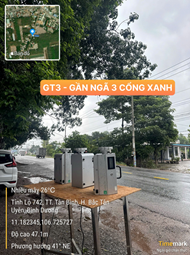 GT3 - GẦN NGÃ 3 CỔNG XANH
Nhiều mây 26°C
Tỉnh Lộ 742, TT. Tân Bình, H. Bắc Tân
Uyên, Bình Dương
11.182345,106.725727
Độ cao 47.1m
Phương hướng 41° NE
Timemark